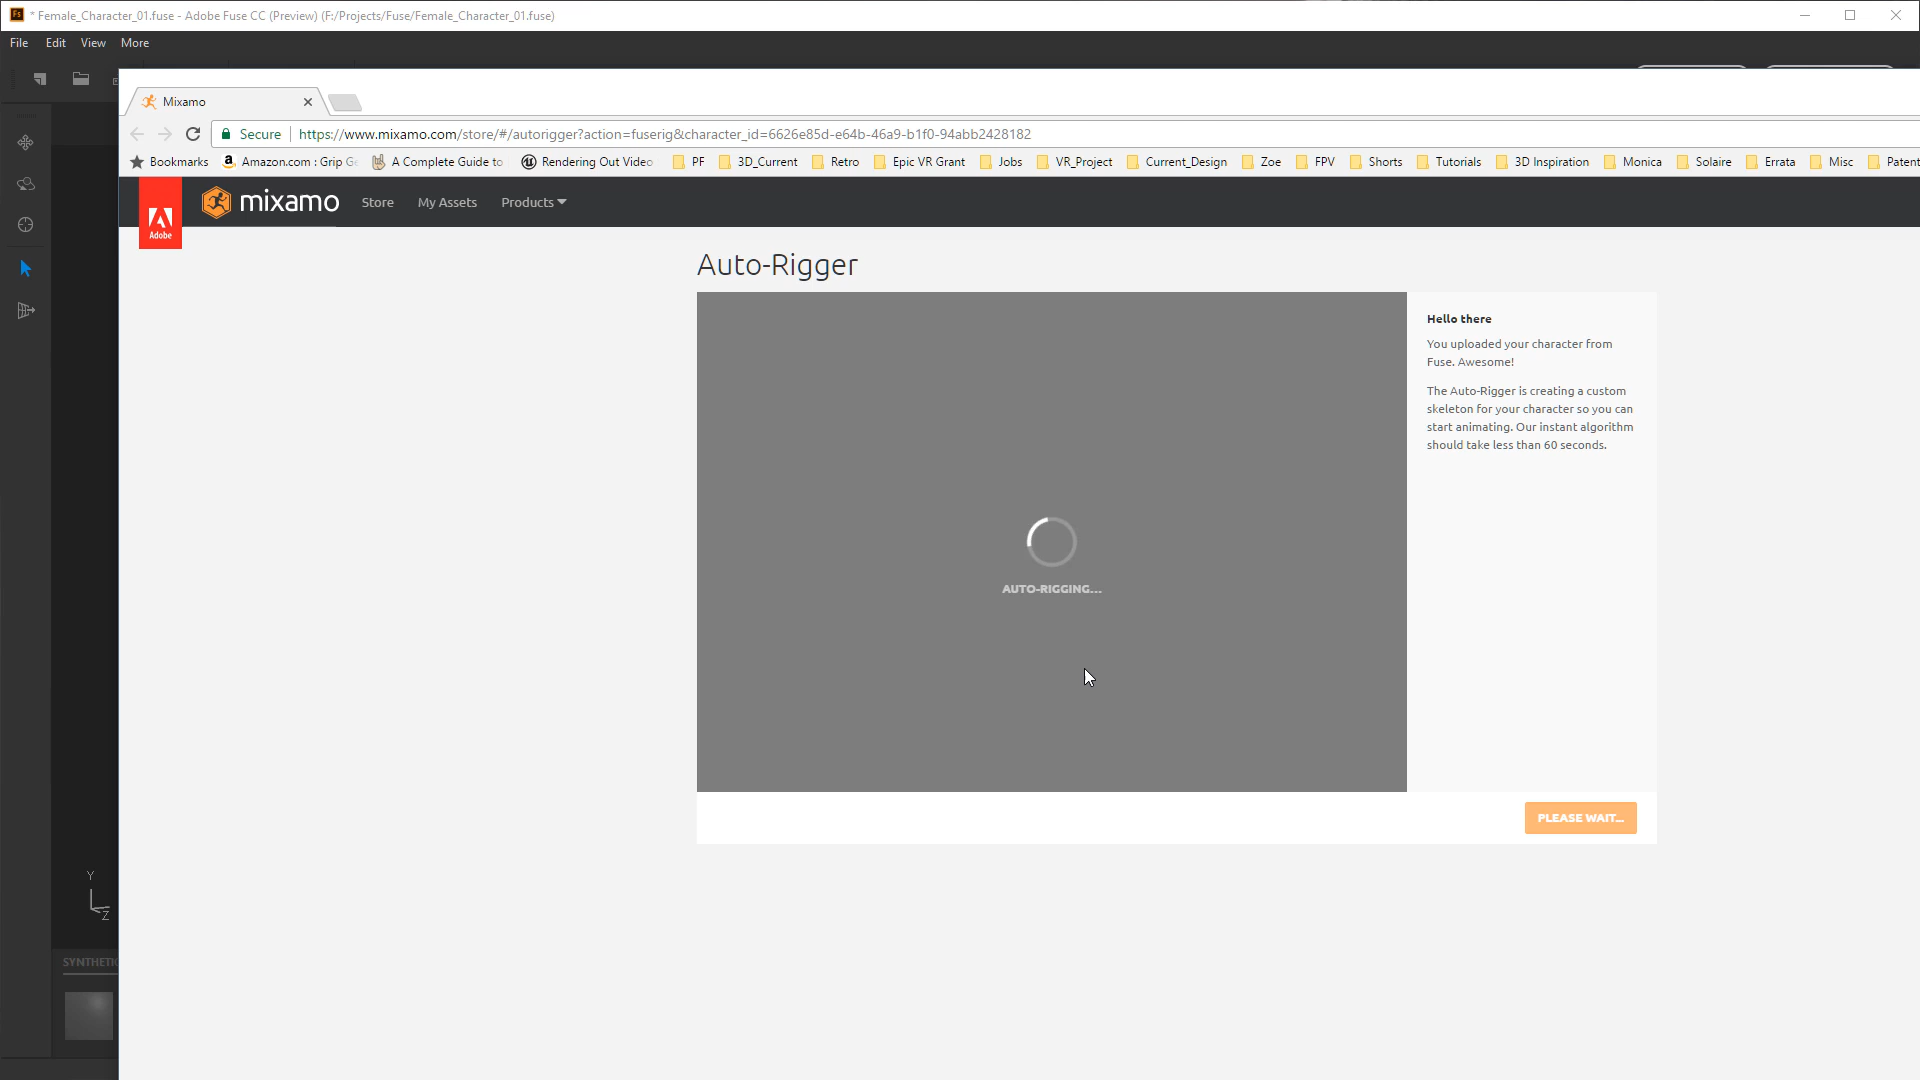 * Female_Character_01.fuse - Adobe Fuse CC (Preview) (F:/Projects/Fuse/Female_Character_01.fuse)
File Edit View More
Mixamo
Secure https://www.mixamo.com/store/#/autorigger?action=fuserig&character_id=6626e85d-e64b-46a9-b1f0-94abb2428182
Bookmarks Amazon.com : Grip Ge A Complete Guide to Rendering Out Video PF 3D_Current Retro Epic VR Grant Jobs VR_Project Current_Design Zoe FPV Shorts Tutorials 3D Inspiration Monica Solaire Errata Misc Patent
Adobe mixamo Store My Assets Products
Auto-Rigger
Hello there
You uploaded your character from
Fuse. Awesome!
The Auto-Rigger is creating a custom
skeleton for your character so you can
start animating. Our instant algorithm
should take less than 60 seconds.
AUTO-RIGGING...
PLEASE WAIT...
Y
Z
SYNTHETIC